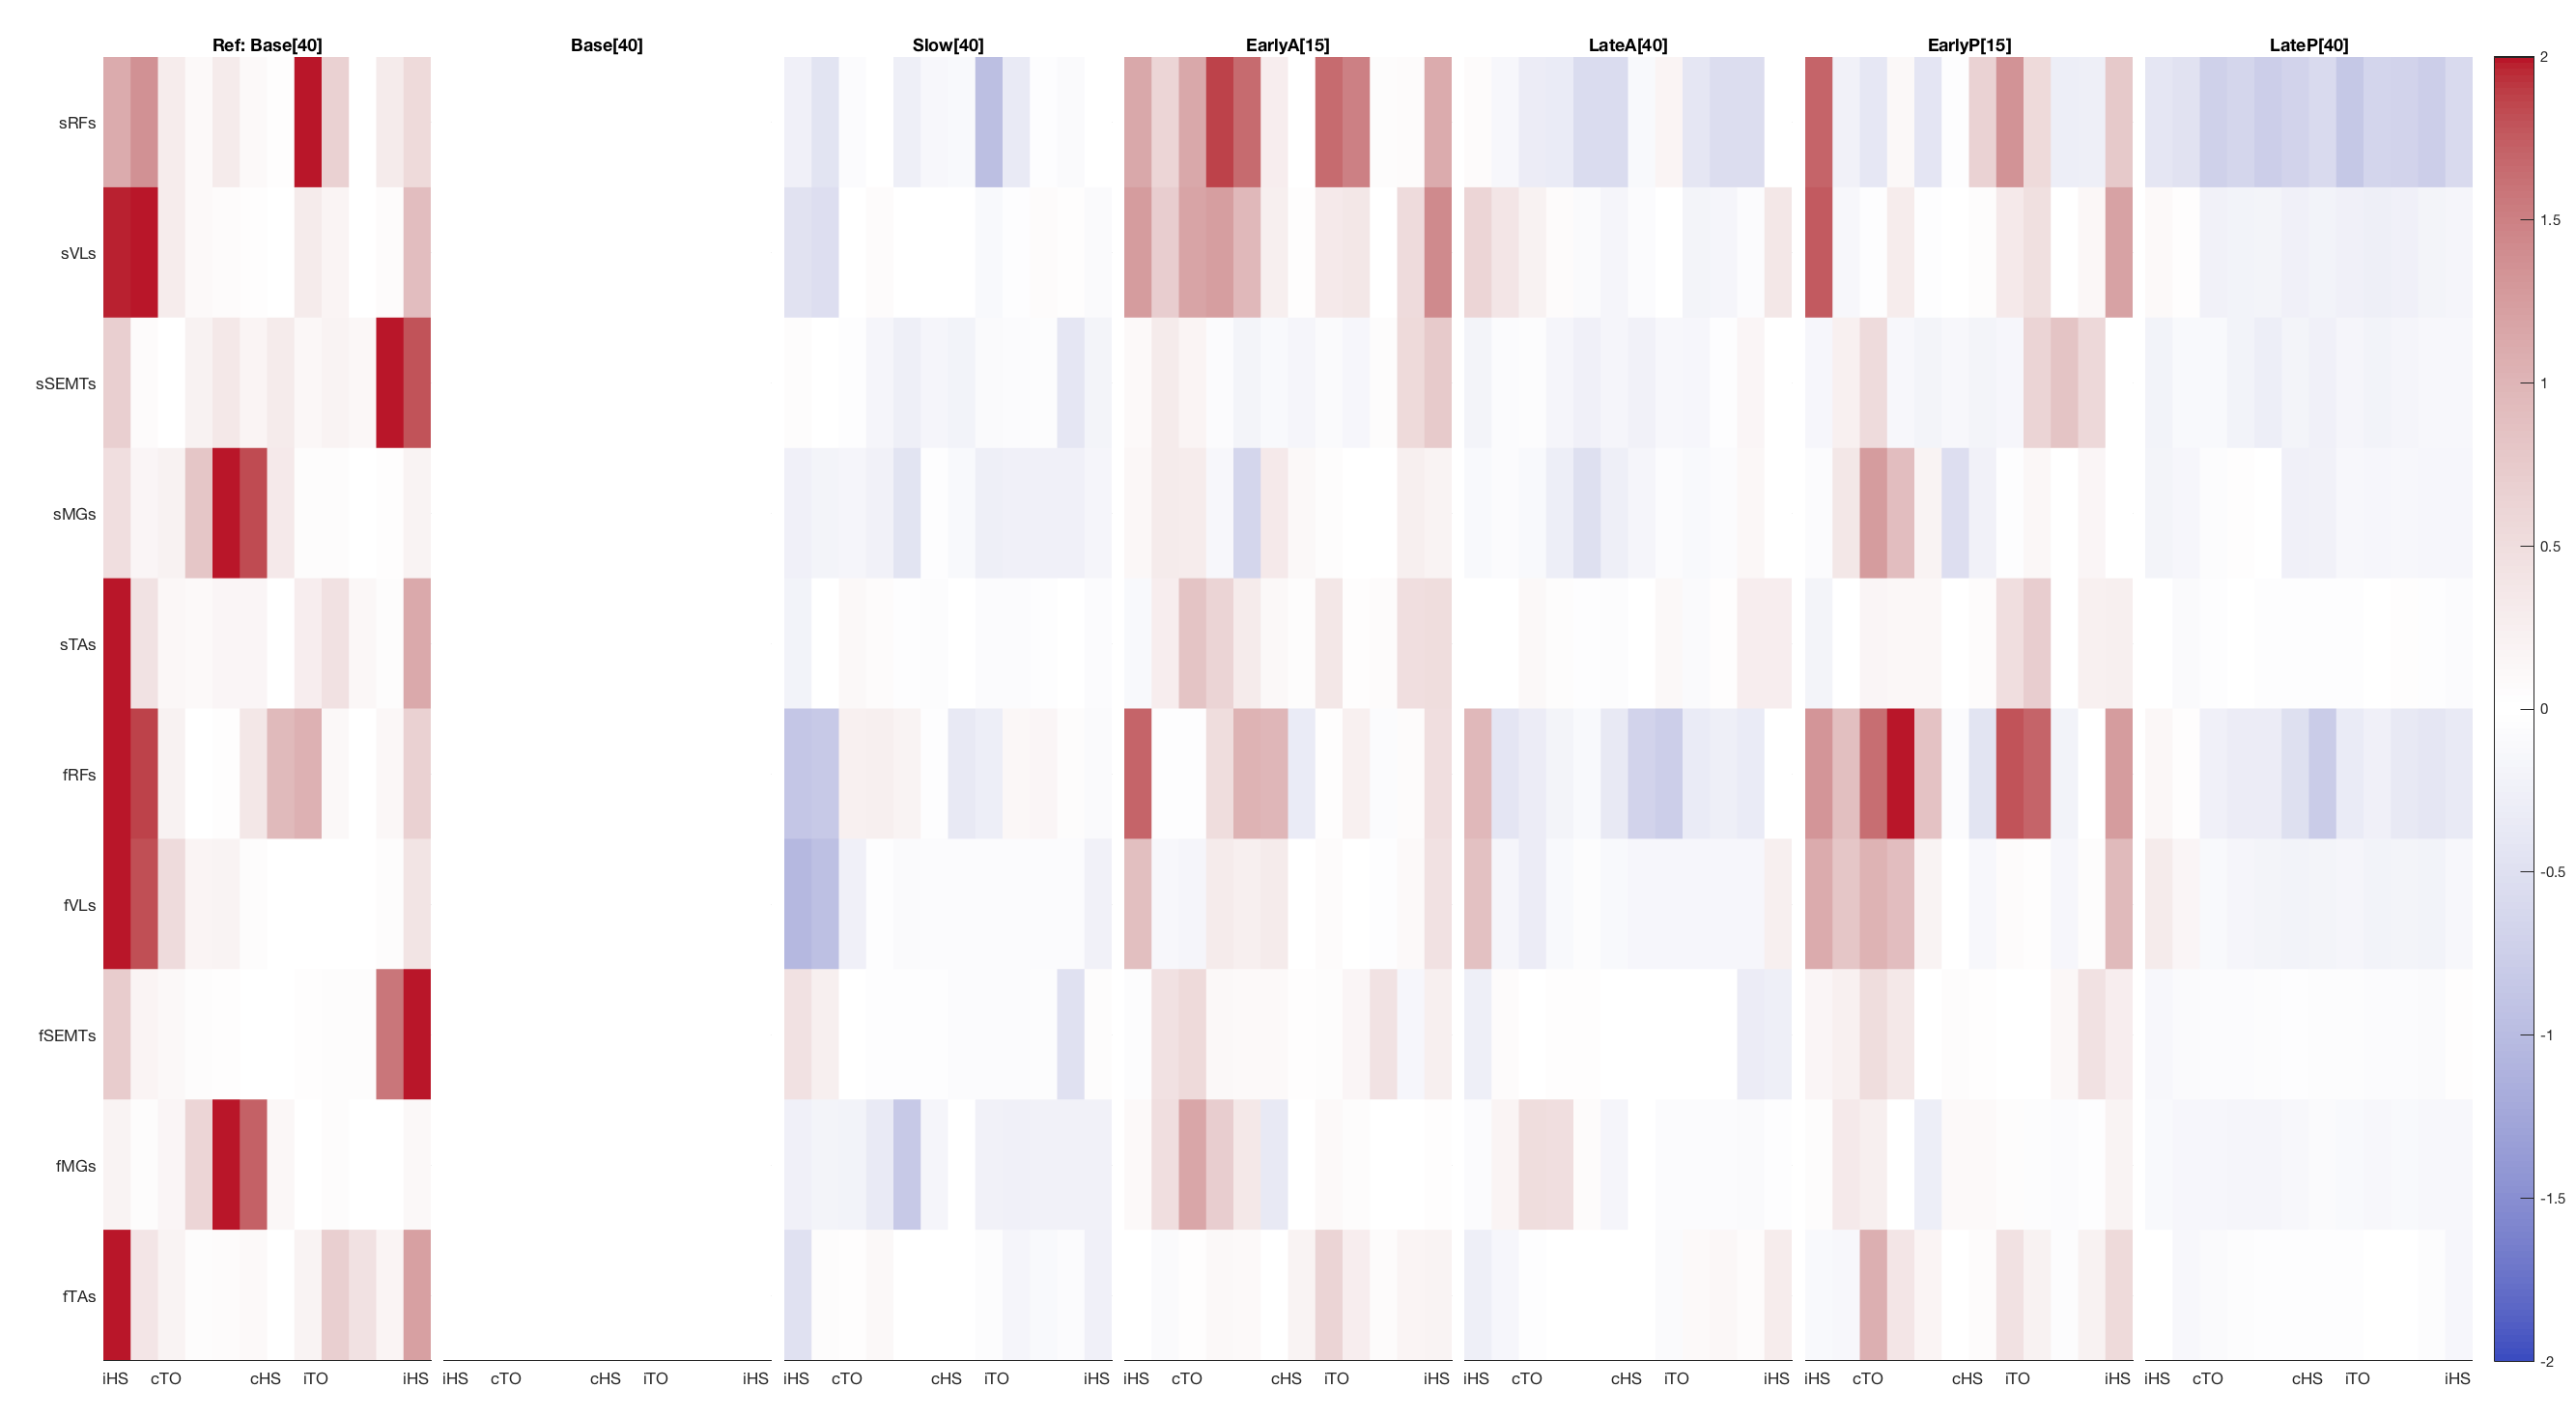 Ref: Base[40] Base[40] Slow[40] EarlyA[15] LateA[40] EarlyP[15] LateP[40]
2
sRFs
1.5
sVLs
1
sSEMTs
0.5
sMGs
sTAs
0
fRFs
-0.5
fVLs
-1
fSEMTs
fMGs
-1.5
fTAs
-2
iHS cTO cHS iTO iHS iHS cTO cHS iTO iHS iHS cTO cHS iTO iHS iHS cTO cHS iTO iHS iHS cTO cHS iTO iHS iHS cTO cHS iTO iHS iHS cTO cHS iTO iHS